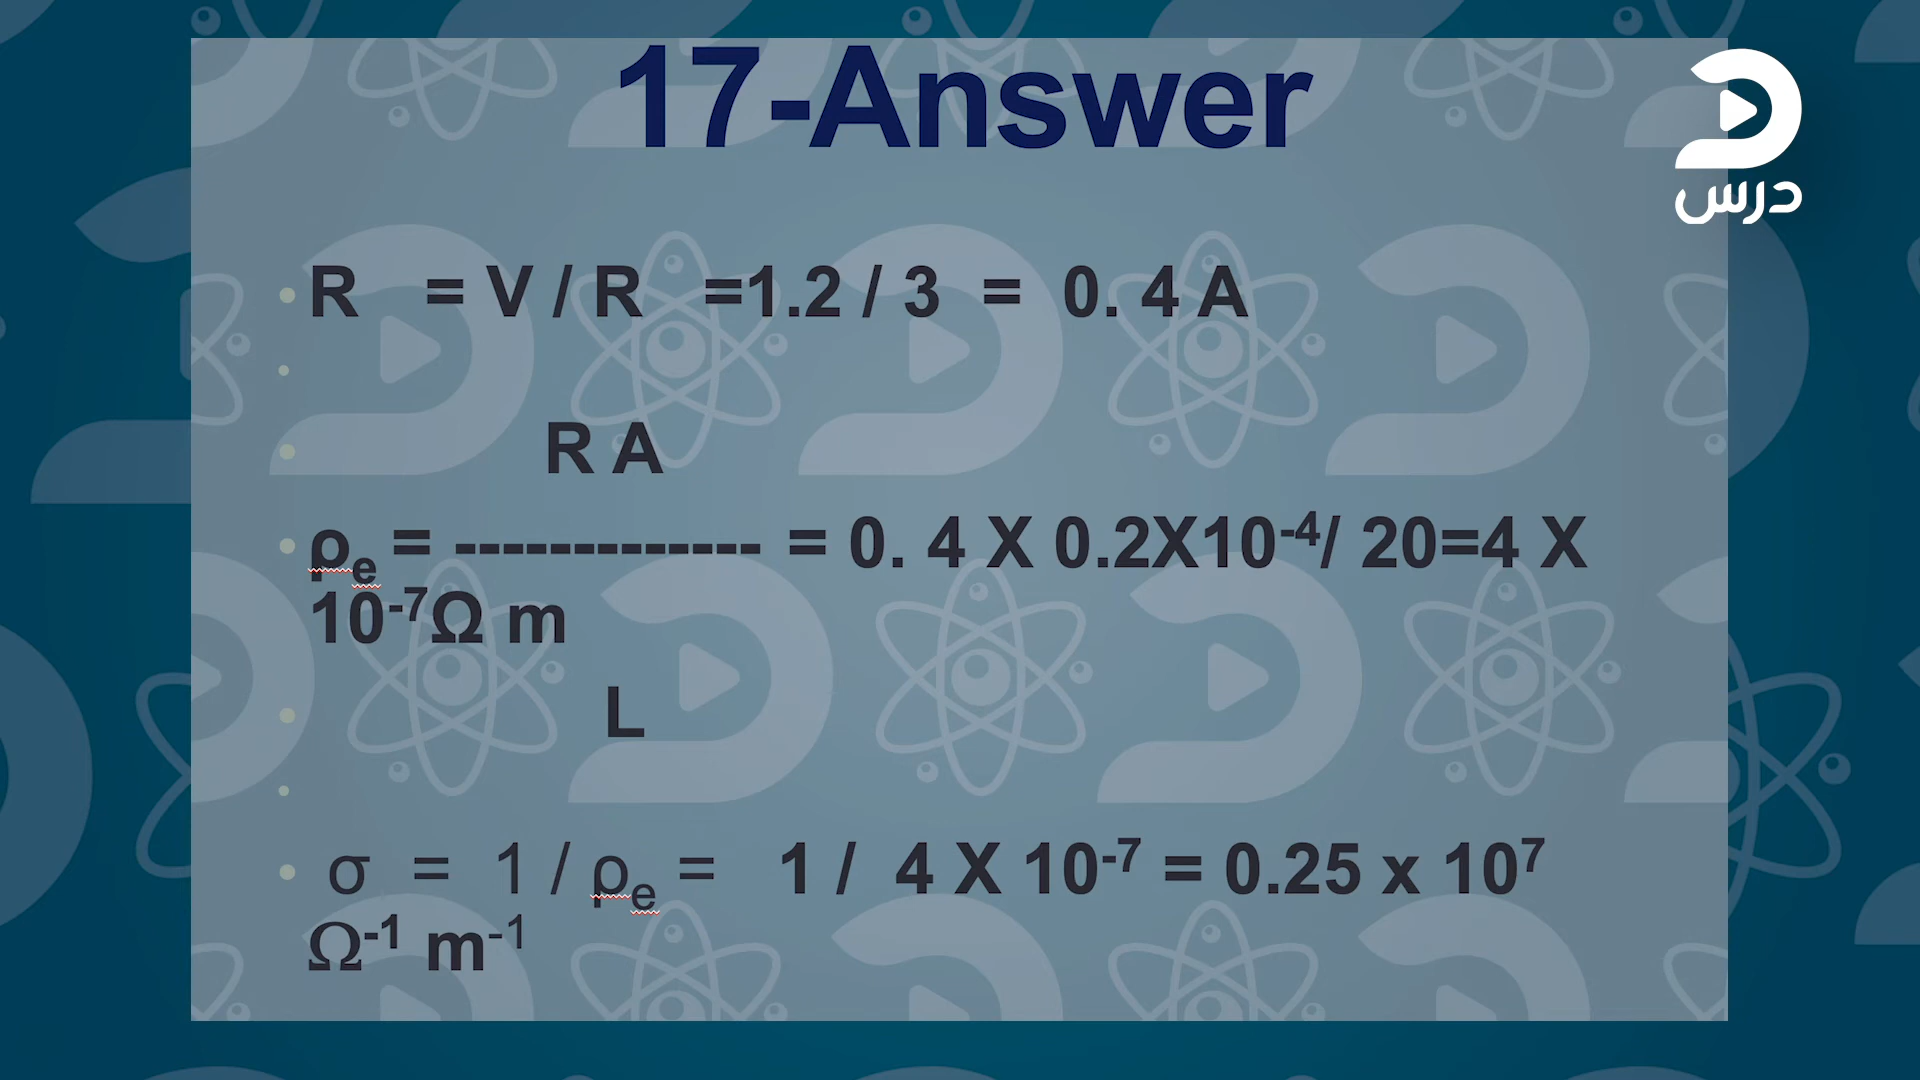 17-Answer
درس
R = V / R =1.2 / 3 = 0. 4 A
R A
ρe = ------------- = 0. 4 X 0.2X10-4/ 20=4 X
10-7Ω m
L
σ = 1 / ρe = 1 / 4 X 10-7 = 0.25 x 107
Ω-1 m-1